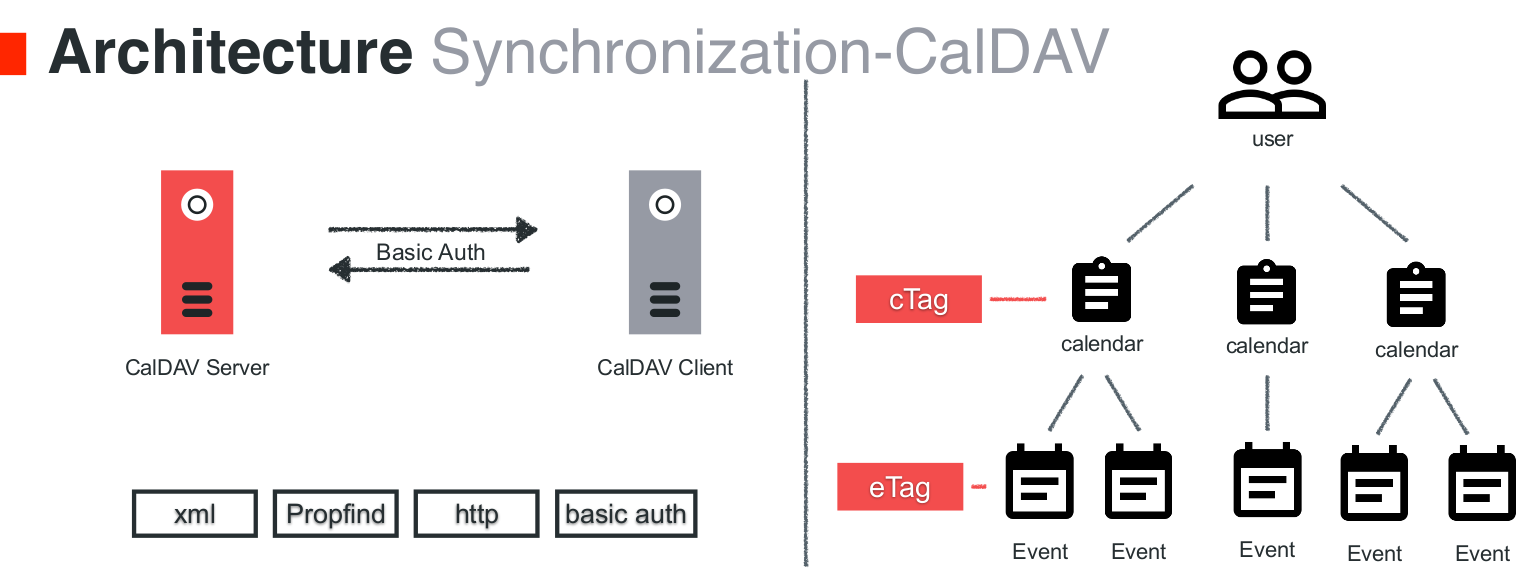 Architecture Synchronization-CalDAV
Basic Auth
CalDAV Server
CalDAV Client
xml
Propfind
http
basic auth
user
cTag
calendar
calendar
calendar
eTag
Event
Event
Event
Event
Event